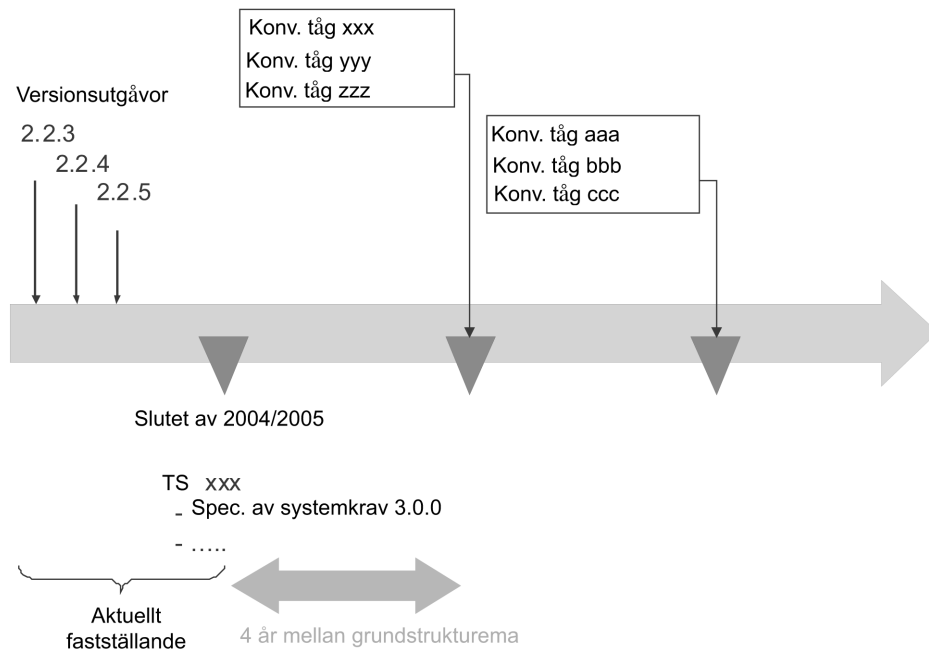 Konv. tåg xxx
Konv. tåg yyy
Konv. tåg zzz
Versionsutgåvor
2.2.3
2.2.4
2.2.5
Konv. tåg aaa
Konv. tåg bbb
Konv. tåg ccc
Slutet av 2004/2005
TS xxx
- Spec. av systemkrav 3.0.0
- …..
Aktuellt
fastställande
4 år mellan grundstrukturema